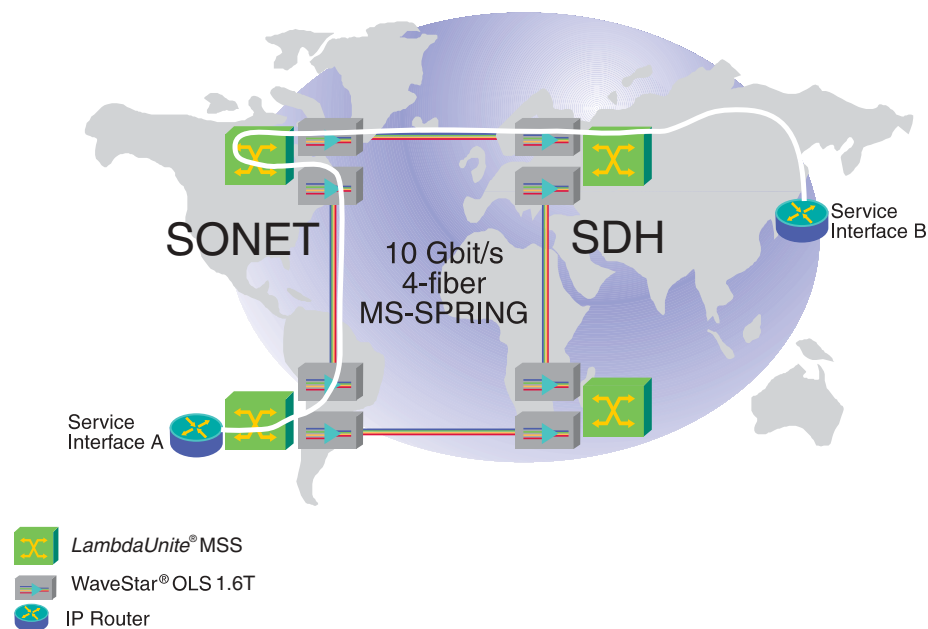 SONET
SDH
10 Gbit/s
4-fiber
MS-SPRING
Service
Interface B
Service
Interface A
LambdaUnite® MSS
WaveStar® OLS 1.6T
IP Router